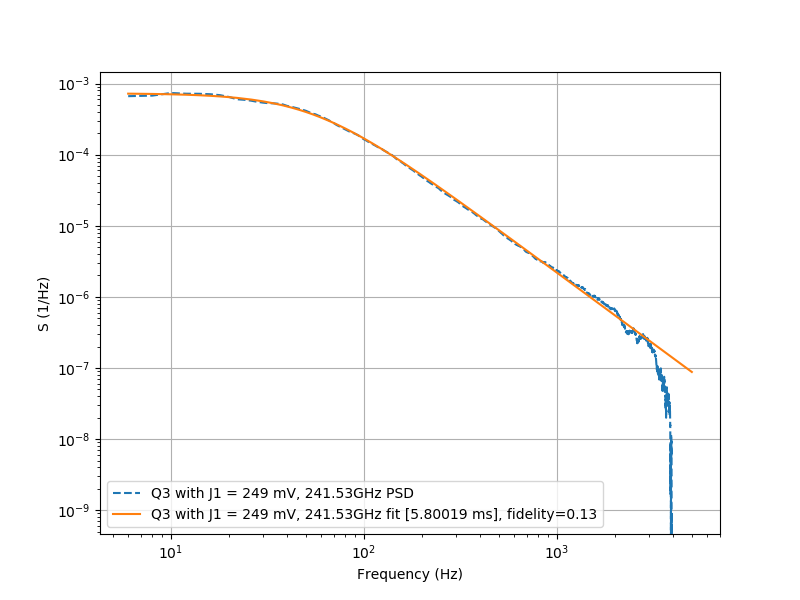 10⁻³
10⁻⁴
10⁻⁵
10⁻⁶
10⁻⁷
10⁻⁸
10⁻⁹
S (1/Hz)
Q3 with J1 = 249 mV, 241.53GHz PSD
Q3 with J1 = 249 mV, 241.53GHz fit [5.80019 ms], fidelity=0.13
10¹ 10² 10³
Frequency (Hz)